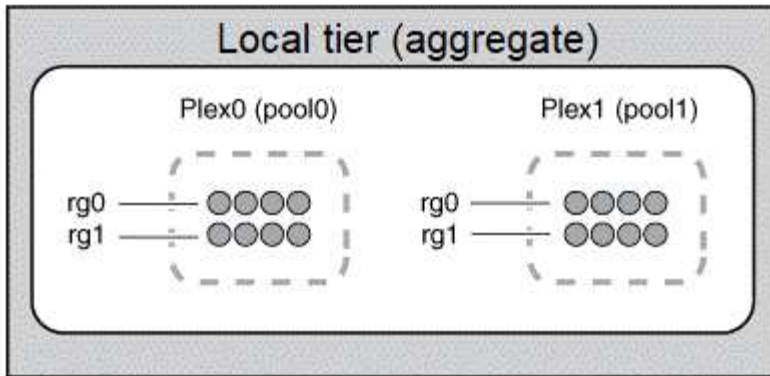 Local tier (aggregate)
Plex0 (pool0)
Plex1 (pool1)
rg0
rg1
rg0
rg1